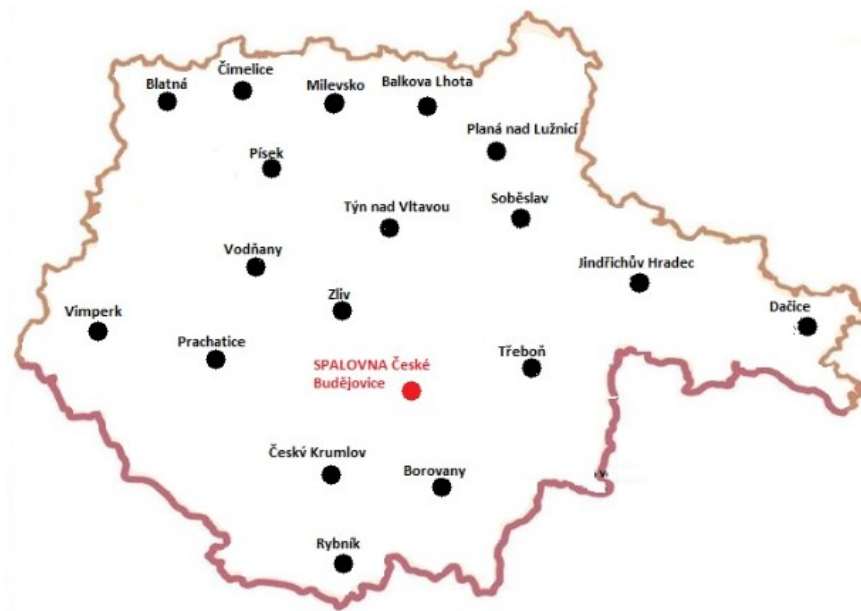 Čimelice
Blatná
Milevsko
Balkova Lhota
Planá nad Lužnicí
Písek
Týn nad Vltavou
Soběslav
Vodňany
Jindřichův Hradec
Zliv
Vimperk
Dačice
Prachatice
Třeboň
SPALOVNA České
Budějovice
Český Krumlov
Borovany
Rybník